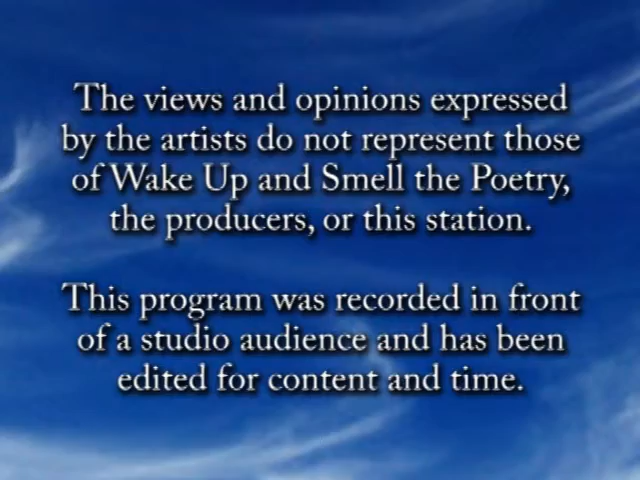 The views and opinions expressed
by the artists do not represent those
of Wake Up and Smell the Poetry,
the producers, or this station.
This program was recorded in front
of a studio audience and has been
edited for content and time.